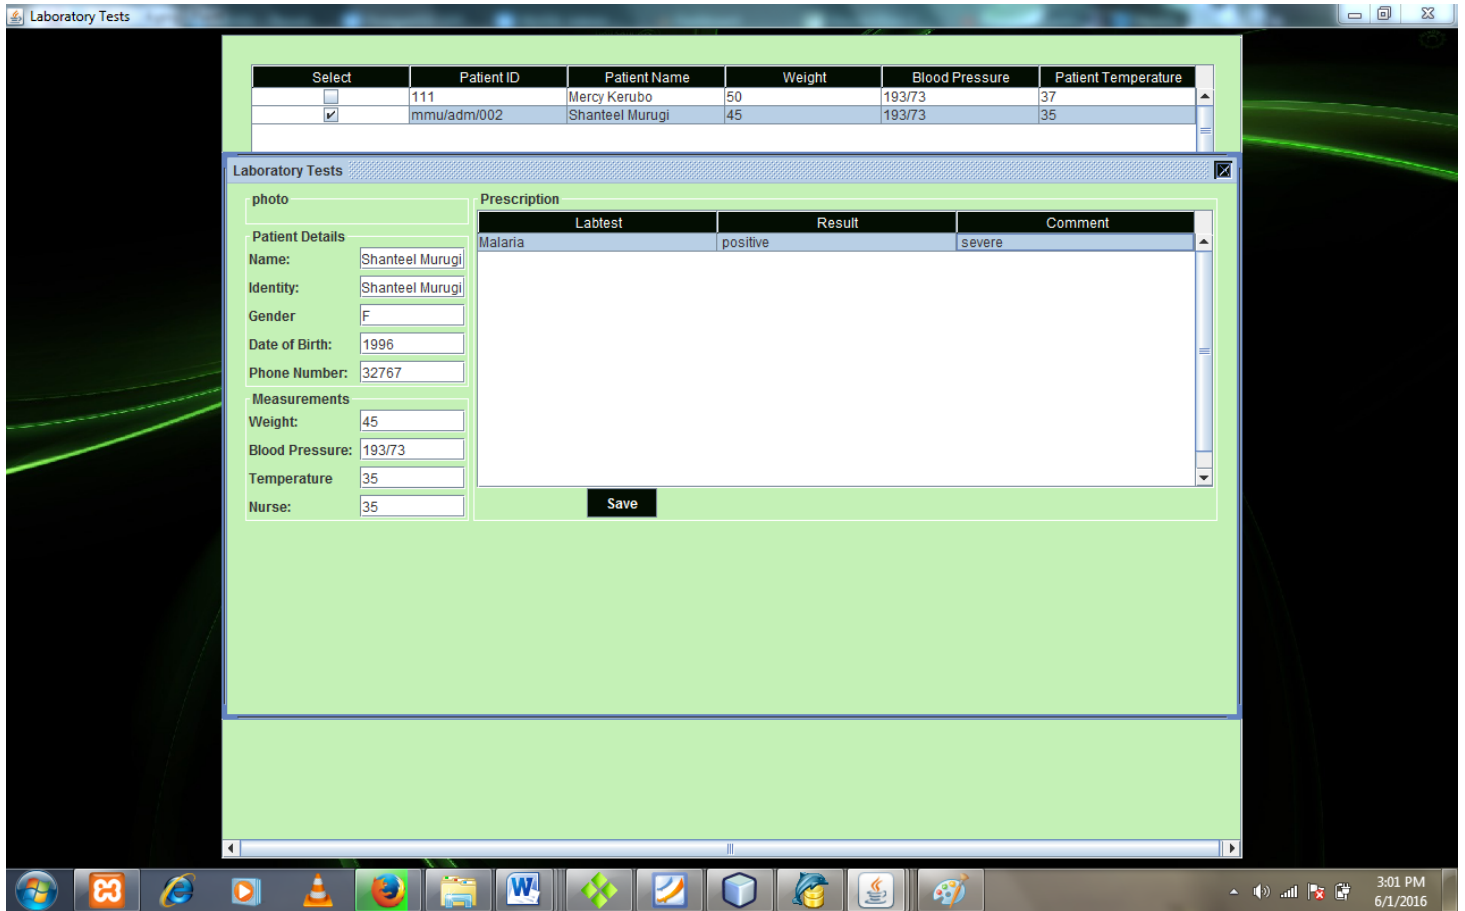 Laboratory Tests
Select Patient ID Patient Name Weight Blood Pressure Patient Temperature
111 Mercy Kerubo 50 193/73 37
mmu/adm/002 Shanteel Murugi 45 193/73 35
Laboratory Tests
photo
Patient Details
Name: Shanteel Murugi
Identity: Shanteel Murugi
Gender F
Date of Birth: 1996
Phone Number: 32767
Measurements
Weight: 45
Blood Pressure: 193/73
Temperature 35
Nurse: 35
Prescription
Labtest Result Comment
Malaria positive severe
Save
3:01 PM
6/1/2016